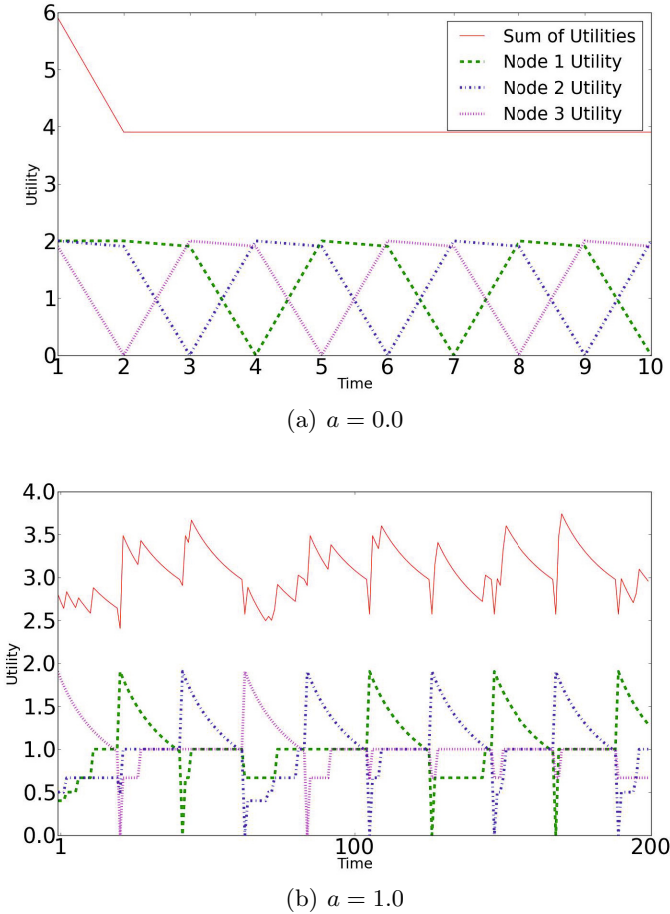 6
5
4
3
2
1
0
Utility
Sum of Utilities
Node 1 Utility
Node 2 Utility
Node 3 Utility
1 2 3 4 5 6 7 8 9 10
Time
(a) a = 0.0
4.0
3.5
3.0
2.5
2.0
1.5
1.0
0.5
0.0
Utility
1 100 200
Time
(b) a = 1.0